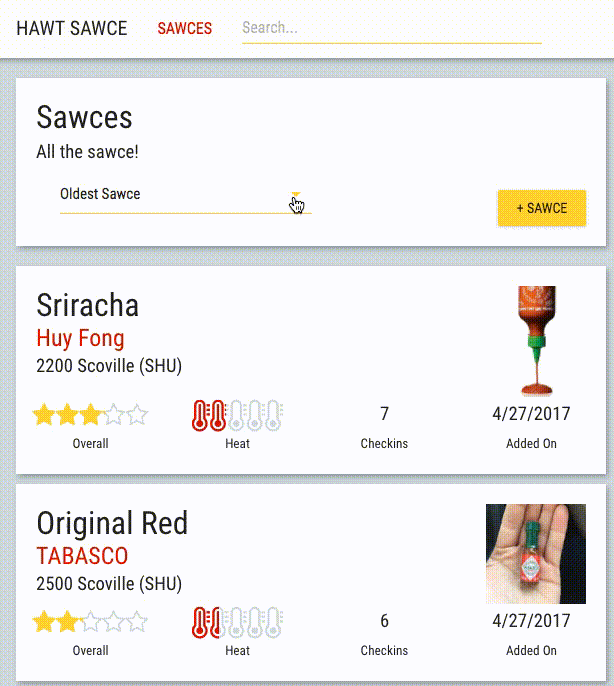 HAWT SAWCE SAWCES Search...
Sawces
All the sawce!
Oldest Sawce
+ SAWCE
Sriracha
Huy Fong
2200 Scoville (SHU)
7 4/27/2017
Overall Heat Checkins Added On
Original Red
TABASCO
2500 Scoville (SHU)
6 4/27/2017
Overall Heat Checkins Added On